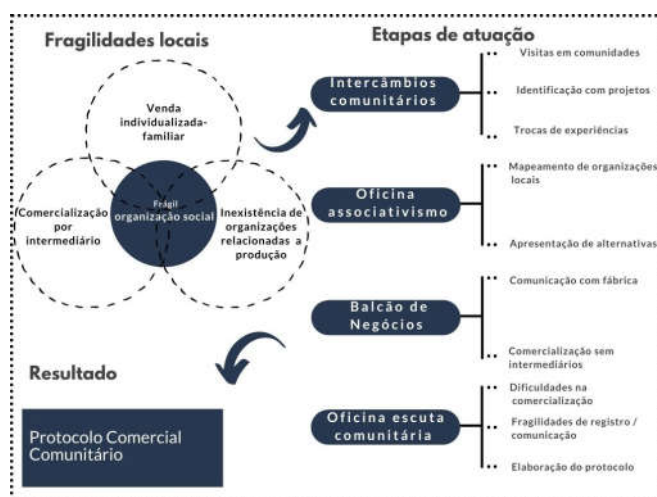 Fragilidades locais
Venda
individualizada-
familiar
Frágil
organização social
Comercialização
por
intermediário
Inexistência de
organizações
relacionadas a
produção
Resultado
Protocolo Comercial
Comunitário
Etapas de atuação
Intercâmbios
comunitários
Visitas em comunidades
Identificação com projetos
Trocas de experiências
Oficina
associativismo
Mapeamento de organizações
locais
Apresentação de alternativas
Balcão de
Negócios
Comunicação com fábrica
Comercialização sem
intermediários
Oficina escuta
comunitária
Dificuldades na
comercialização
Fragilidades de registro /
comunicação
Elaboração do protocolo